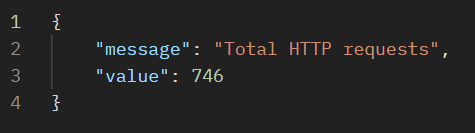 1 {
2     "message": "Total HTTP requests",
3     "value": 746
4 }